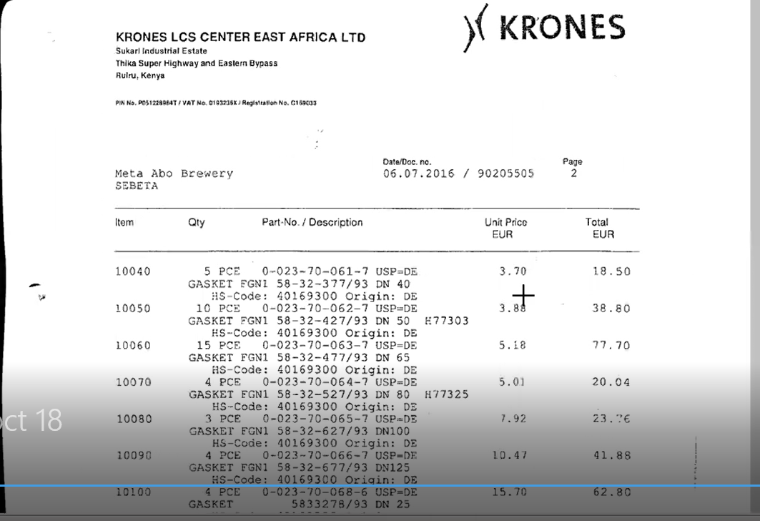 KRONES LCS CENTER EAST AFRICA LTD
KRONES
Sukari Industrial Estate
Thika Super Highway and Eastern Bypass
Ruiru, Kenya
PIN No. P051228984T / VAT No. 0193236X / Registration No. C169033
Date/Doc. no. Page
Meta Abo Brewery 06.07.2016 / 90205505 2
SEBETA
Item Qty Part-No. / Description Unit Price Total
EUR EUR
10040 5 PCE 0-023-70-061-7 USP=DE 3.70 18.50
GASKET FGN1 58-32-377/93 DN 40
HS-Code: 40169300 Origin: DE
10050 10 PCE 0-023-70-062-7 USP=DE 3.88 38.80
GASKET FGN1 58-32-427/93 DN 50 H77303
HS-Code: 40169300 Origin: DE
10060 15 PCE 0-023-70-063-7 USP=DE 5.18 77.70
GASKET FGN1 58-32-477/93 DN 65
HS-Code: 40169300 Origin: DE
10070 4 PCE 0-023-70-064-7 USP=DE 5.01 20.04
GASKET FGN1 58-32-527/93 DN 80 H77325
HS-Code: 40169300 Origin: DE
ct 18
10080 3 PCE 0-023-70-065-7 USP=DE 7.92 23.76
GASKET FGN1 58-32-627/93 DN100
HS-Code: 40169300 Origin: DE
10090 4 PCE 0-023-70-066-7 USP=DE 10.47 41.88
GASKET FGN1 58-32-677/93 DN125
HS-Code: 40169300 Origin: DE
10100 4 PCE 0-023-70-068-6 USP=DE 15.70 62.80
GASKET 5833278/93 DN 25